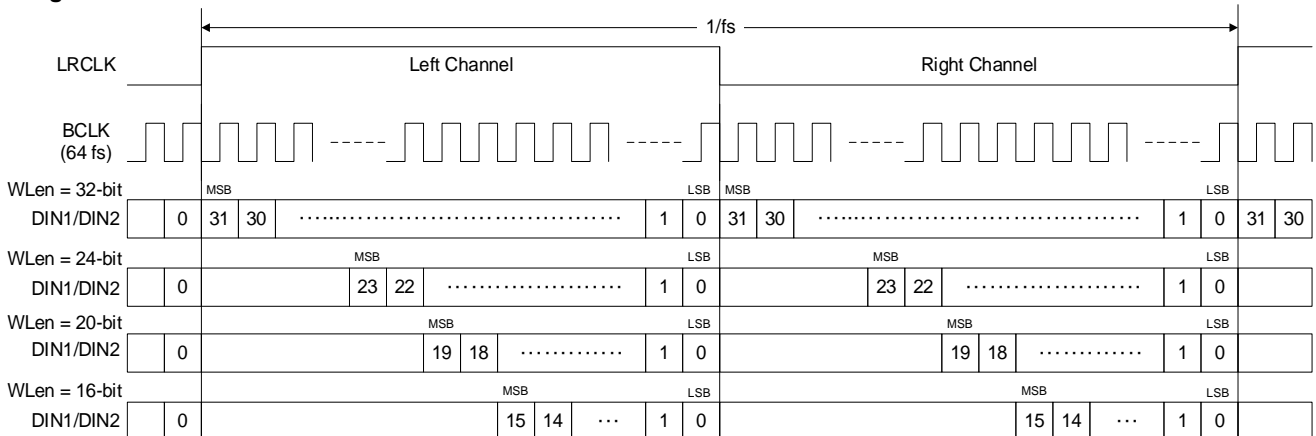 1/fs
LRCLK Left Channel Right Channel
BCLK
(64 fs)
WLen = 32-bit MSB LSB MSB LSB
DIN1/DIN2 0 31 30 1 0 31 30 1 0 31 30
WLen = 24-bit MSB LSB MSB LSB
DIN1/DIN2 0 23 22 1 0 23 22 1 0
WLen = 20-bit MSB LSB MSB LSB
DIN1/DIN2 0 19 18 1 0 19 18 1 0
WLen = 16-bit MSB LSB MSB LSB
DIN1/DIN2 0 15 14 ... 1 0 15 14 ... 1 0